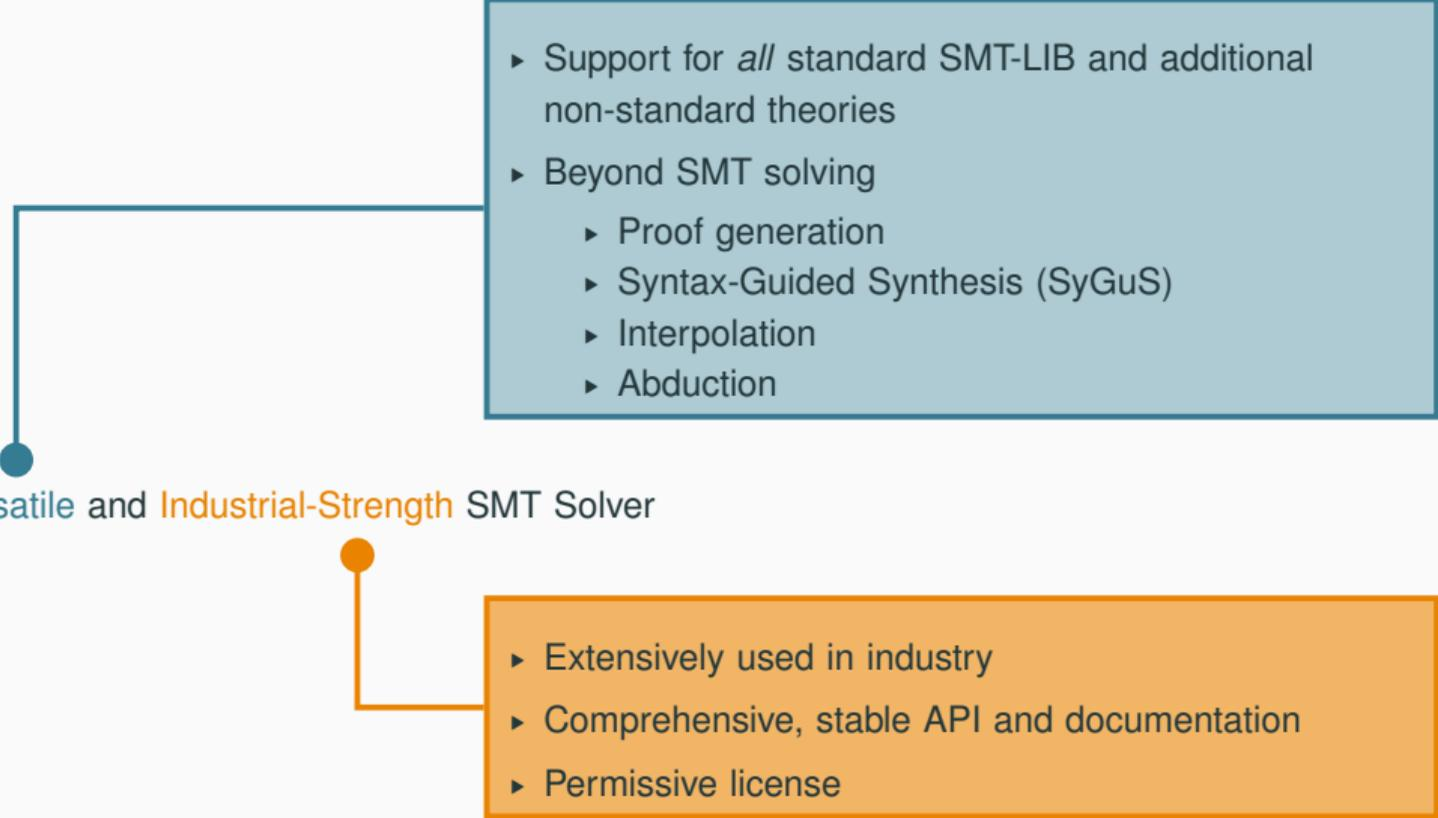 ▸ Support for all standard SMT-LIB and additional
non-standard theories
▸ Beyond SMT solving
▸ Proof generation
▸ Syntax-Guided Synthesis (SyGuS)
▸ Interpolation
▸ Abduction
satile and Industrial-Strength SMT Solver
▸ Extensively used in industry
▸ Comprehensive, stable API and documentation
▸ Permissive license